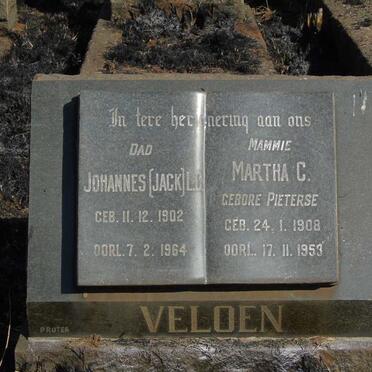 In tere herinnering aan ons
DAD
JOHANNES (JACK) L.J.
GEB. 11. 12. 1902
OORL. 7. 2. 1964
MAMMIE
MARTHA C.
GEBORE PIETERSE
GEB. 24. 1. 1908
OORL. 17. 11. 1953
VELDEN